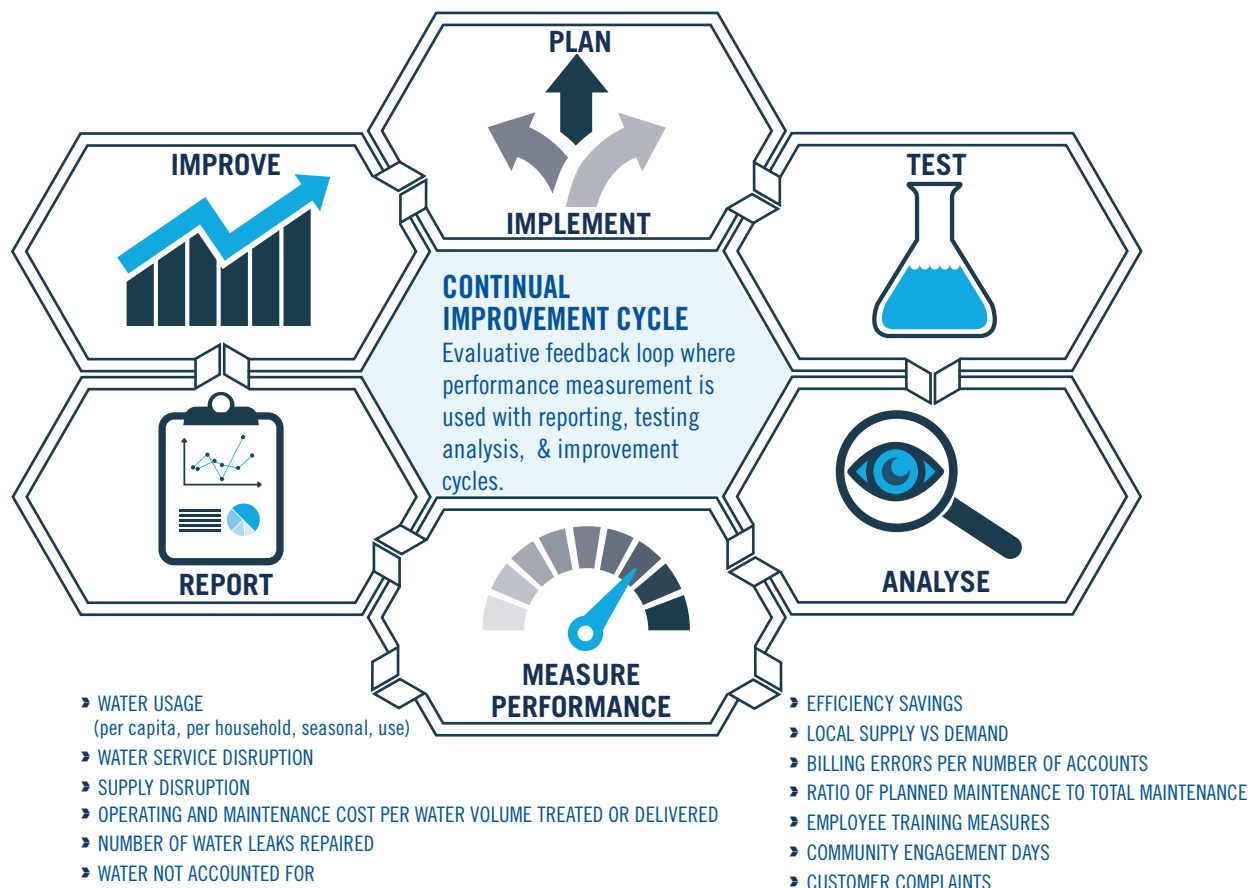 PLAN
IMPLEMENT
IMPROVE
TEST
CONTINUAL
IMPROVEMENT CYCLE
Evaluative feedback loop where
performance measurement is
used with reporting, testing
analysis, & improvement
cycles.
REPORT
ANALYSE
MEASURE
PERFORMANCE
WATER USAGE
(per capita, per household, seasonal, use)
WATER SERVICE DISRUPTION
SUPPLY DISRUPTION
OPERATING AND MAINTENANCE COST PER WATER VOLUME TREATED OR DELIVERED
NUMBER OF WATER LEAKS REPAIRED
WATER NOT ACCOUNTED FOR
EFFICIENCY SAVINGS
LOCAL SUPPLY VS DEMAND
BILLING ERRORS PER NUMBER OF ACCOUNTS
RATIO OF PLANNED MAINTENANCE TO TOTAL MAINTENANCE
EMPLOYEE TRAINING MEASURES
COMMUNITY ENGAGEMENT DAYS
CUSTOMER COMPLAINTS